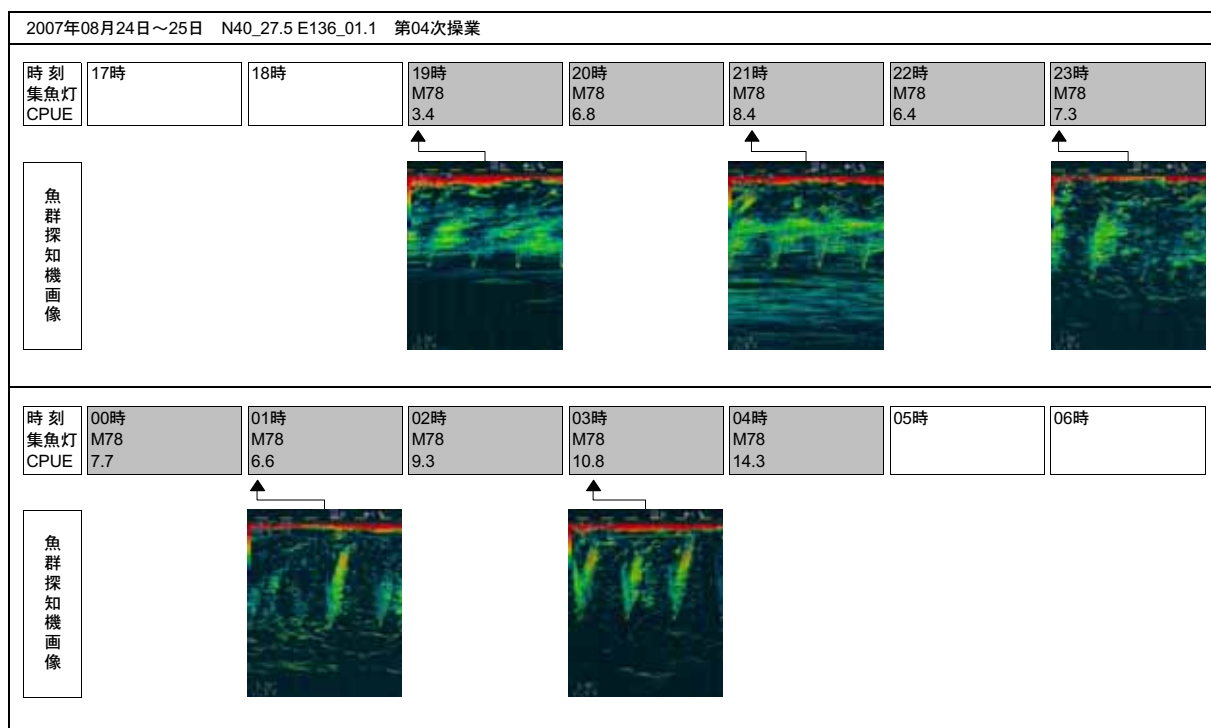 2007年08月24日～25日 N40_27.5 E136_01.1 第04次操業
時 刻 17時 18時 19時 20時 21時 22時 23時
集魚灯 M78 M78 M78 M78 M78
CPUE 3.4 6.8 8.4 6.4 7.3
魚群探知機画像
時 刻 00時 01時 02時 03時 04時 05時 06時
集魚灯 M78 M78 M78 M78 M78
CPUE 7.7 6.6 9.3 10.8 14.3
魚群探知機画像